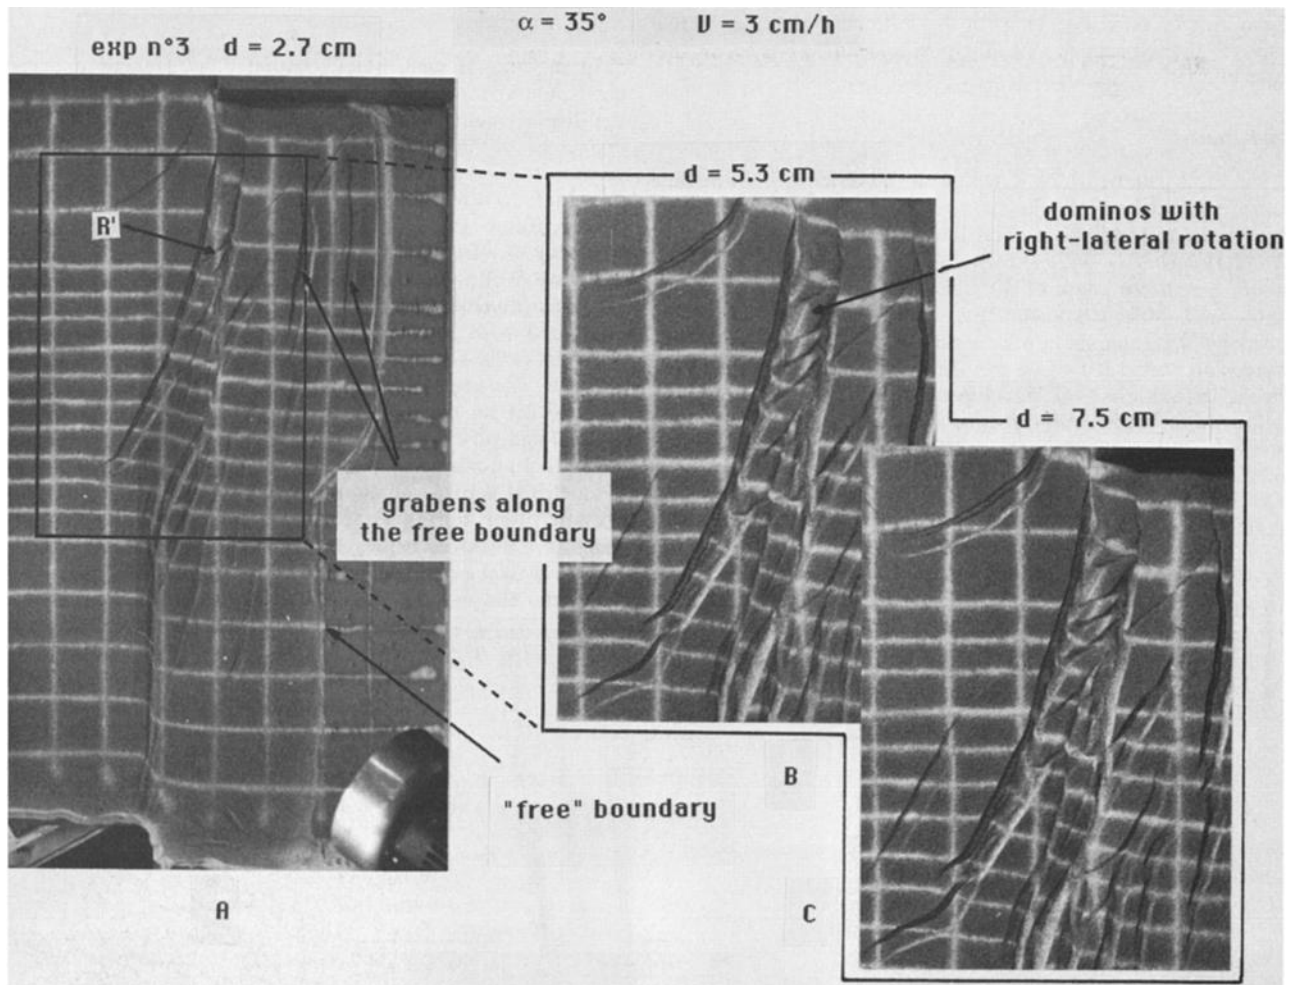 α = 35° U = 3 cm/h
exp n°3 d = 2.7 cm
d = 5.3 cm
dominos with
right-lateral rotation
R'
d = 7.5 cm
grabens along
the free boundary
"free" boundary
B
A
C